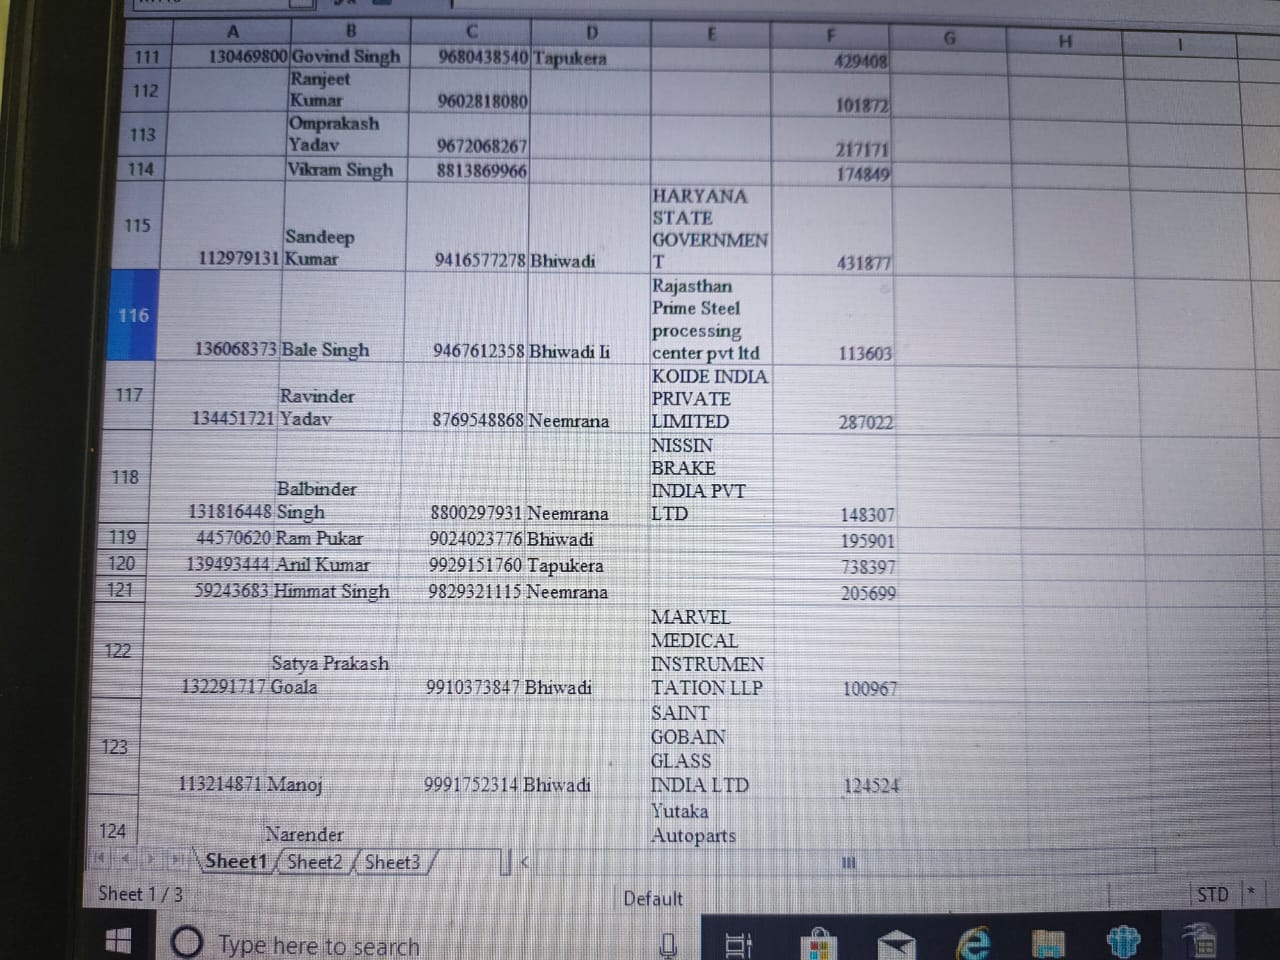 A B C D E F G H I
111 130469800 Govind Singh 9680438540 Tapukera 429408
112 Ranjeet
Kumar 9602818080 101872
113 Omprakash
Yadav 9672068267 217171
114 Vikram Singh 8813869966 174849
115 112979131 Sandeep
Kumar 9416577278 Bhiwadi HARYANA
STATE
GOVERNMEN
T 431877
116 136068373 Bale Singh 9467612358 Bhiwadi Ii Rajasthan
Prime Steel
processing
center pvt ltd 113603
117 134451721 Ravinder
Yadav 8769548868 Neemrana KOIDE INDIA
PRIVATE
LIMITED 287022
118 131816448 Balbinder
Singh 8800297931 Neemrana NISSIN
BRAKE
INDIA PVT
LTD 148307
119 44570620 Ram Pukar 9024023776 Bhiwadi 195901
120 139493444 Anil Kumar 9929151760 Tapukera 738397
121 59243683 Himmat Singh 9829321115 Neemrana 205699
122 132291717 Satya Prakash
Goala 9910373847 Bhiwadi MARVEL
MEDICAL
INSTRUMEN
TATION LLP 100967
123 113214871 Manoj 9991752314 Bhiwadi SAINT
GOBAIN
GLASS
INDIA LTD 124524
124 Narender Yutaka
Autoparts
Sheet1 Sheet2 Sheet3
Sheet 1 / 3 Default STD *
Type here to search